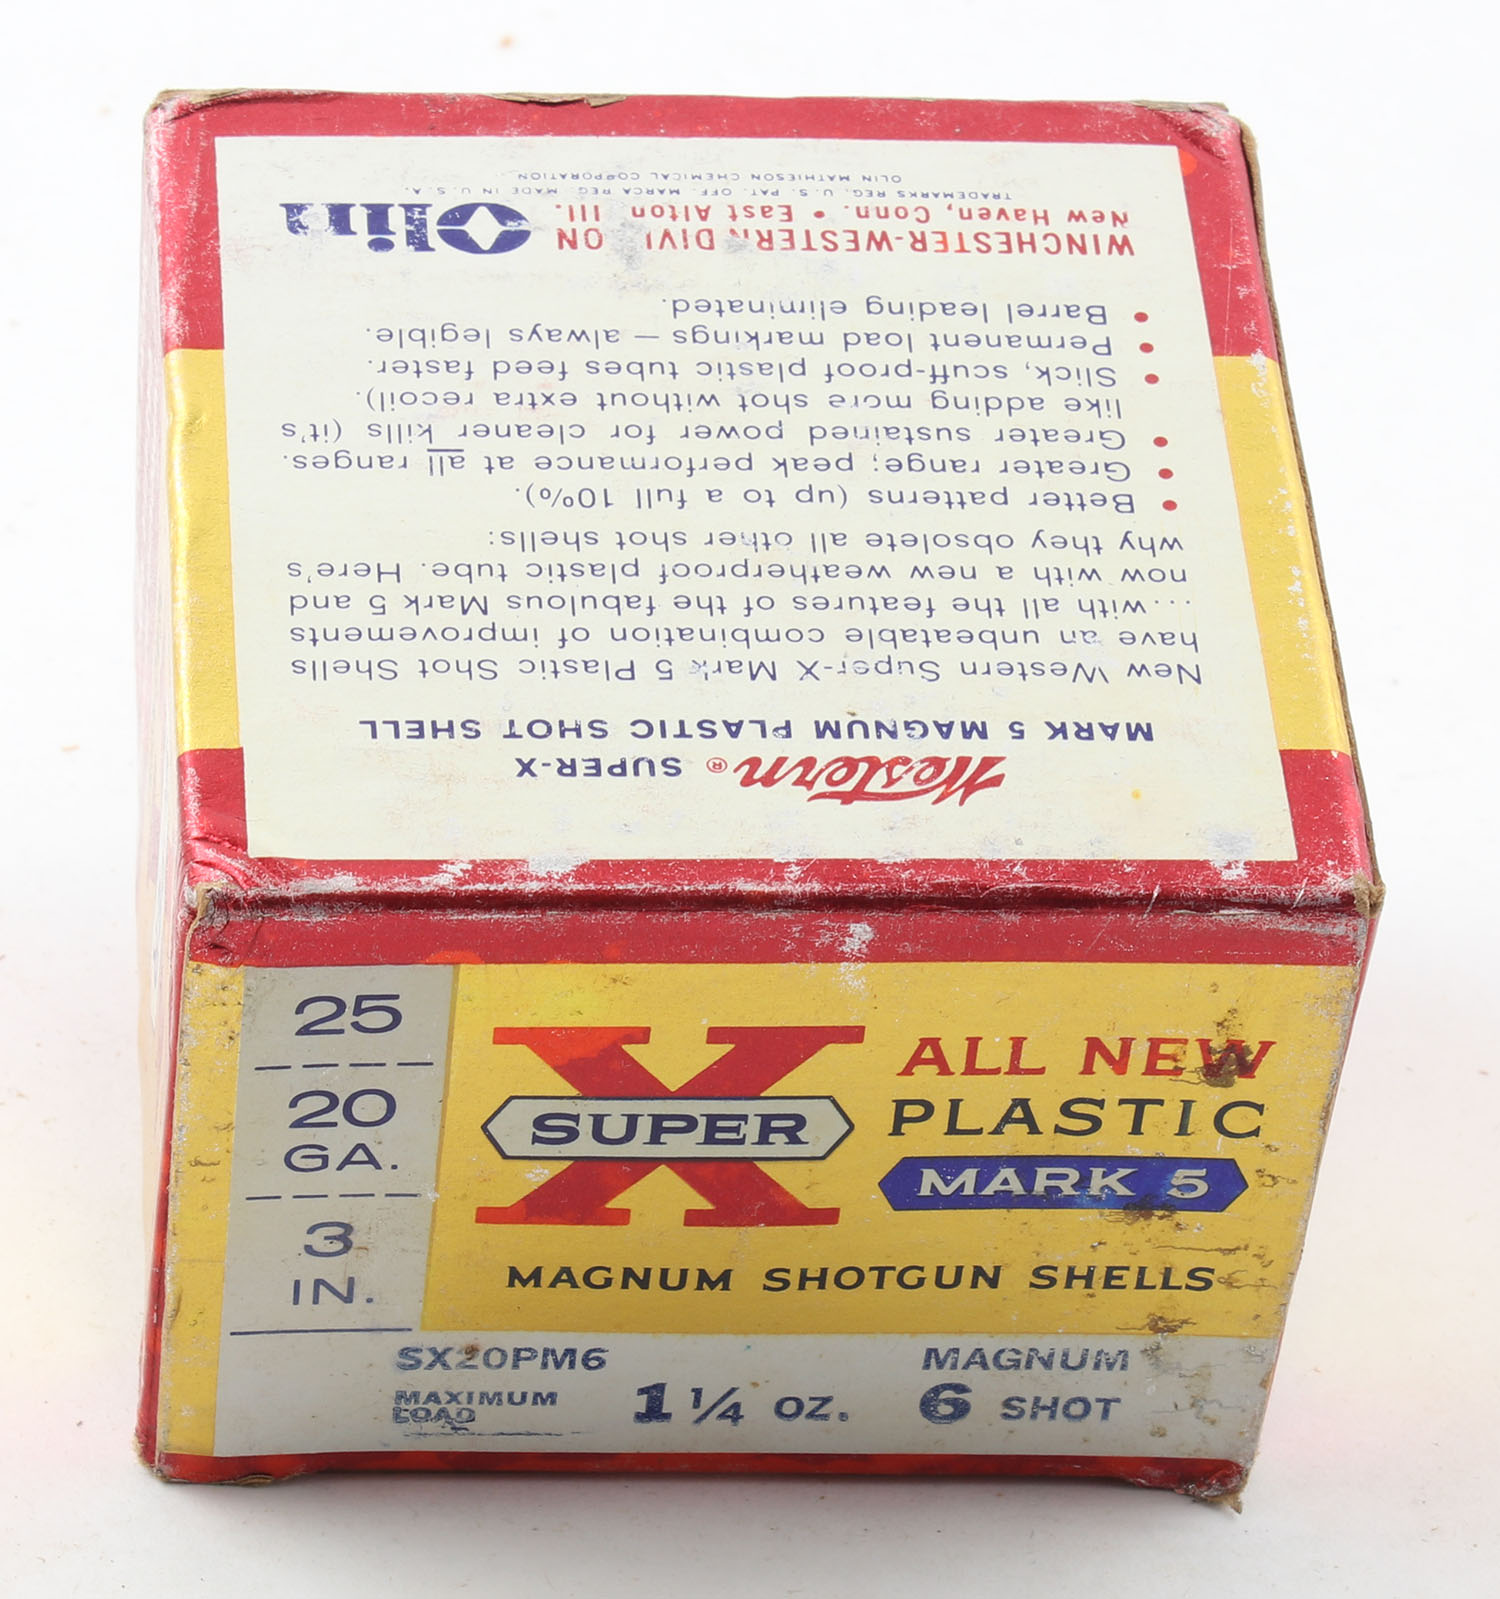 Western ® SUPER-X
MARK 5 MAGNUM PLASTIC SHOT SHELL
New Western Super-X Mark 5 Plastic Shot Shells
have an unbeatable combination of improvements
...with all the features of the fabulous Mark 5 and
now with a new weatherproof plastic tube. Here's
why they obsolete all other shot shells:
• Better patterns (up to a full 10%).
• Greater range; peak performance at all ranges.
• Greater sustained power for cleaner kills (it's
like adding more shot without extra recoil).
• Slick, scuff-proof plastic tubes feed faster.
• Permanent load markings — always legible.
• Barrel leading eliminated.
WINCHESTER-WESTERN DIVI ON
New Haven, Conn. • East Alton Ill.
Olin
TRADEMARKS REG. U.S. PAT. OFF. MARCA REG. MADE IN U.S.A.
OLIN MATHIESON CHEMICAL CORPORATION
25
20
GA.
3
IN.
X
SUPER
ALL NEW
PLASTIC
MARK 5
MAGNUM SHOTGUN SHELLS
SX20PM6 MAGNUM
MAXIMUM
LOAD
1 1/4 OZ. 6 SHOT